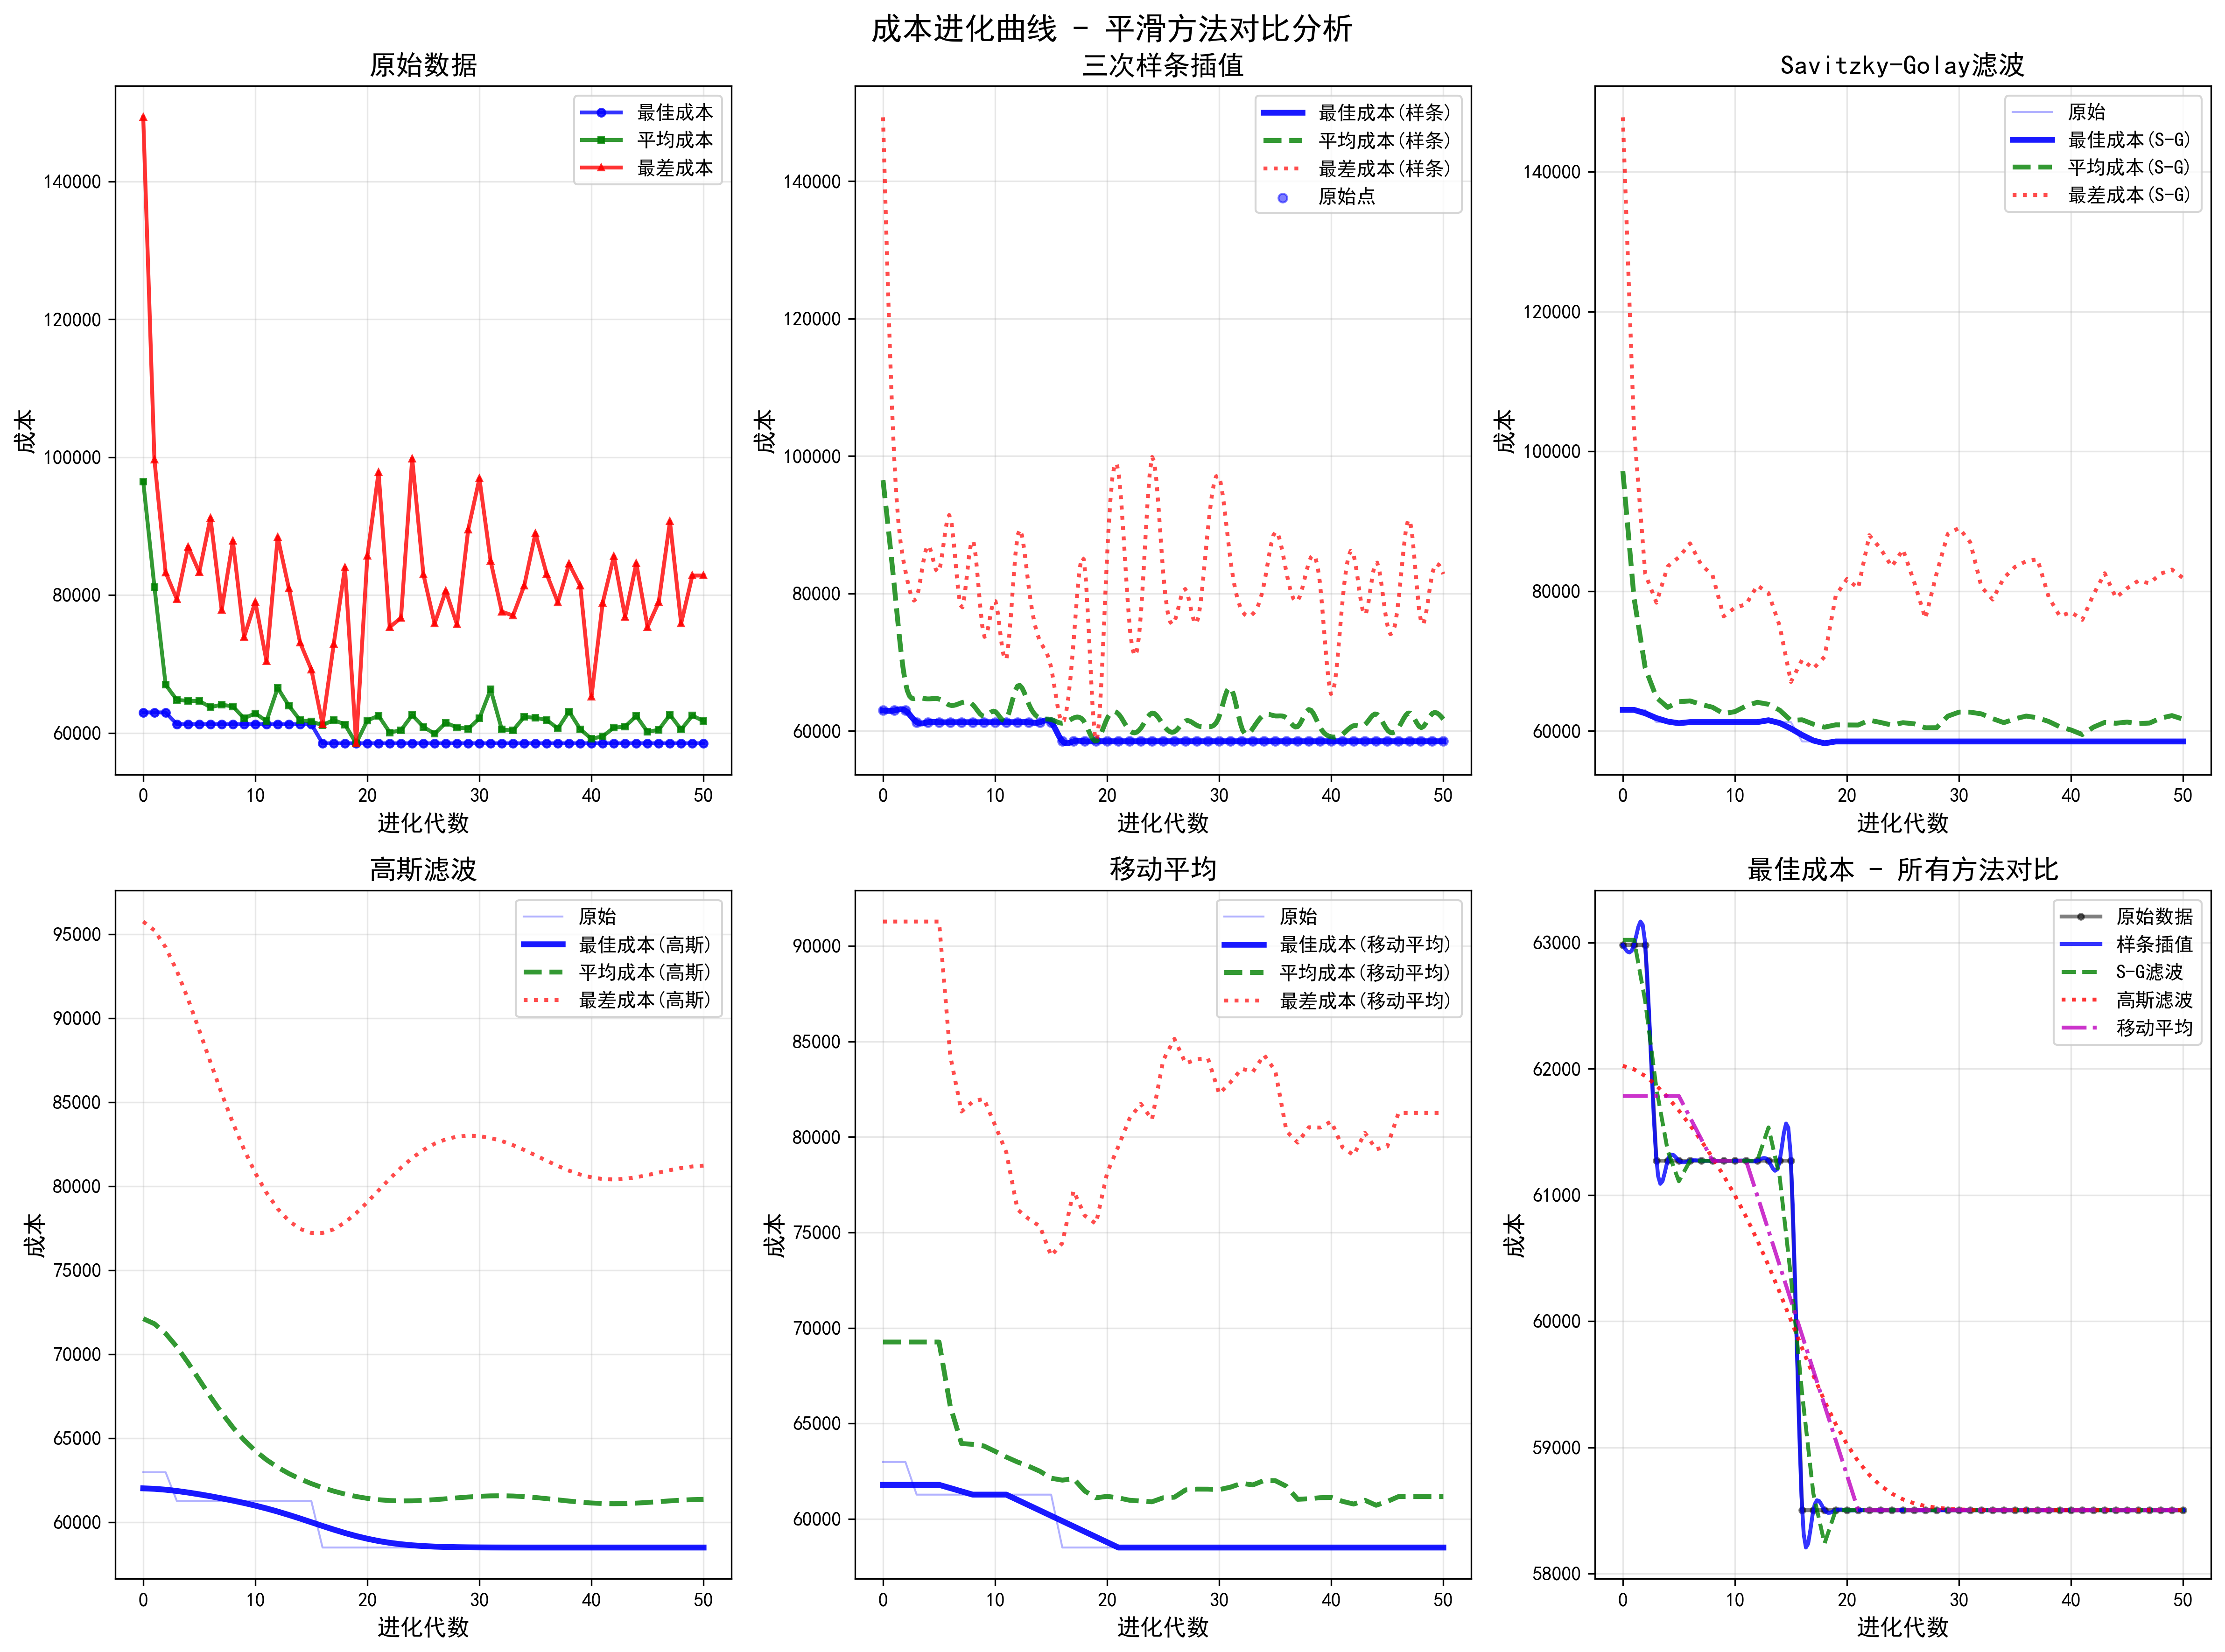 成本进化曲线 - 平滑方法对比分析
原始数据
最佳成本
平均成本
最差成本
140000
120000
100000
80000
60000
成本
0 10 20 30 40 50
进化代数
三次样条插值
最佳成本(样条)
平均成本(样条)
最差成本(样条)
原始点
140000
120000
100000
80000
60000
成本
0 10 20 30 40 50
进化代数
Savitzky-Golay滤波
原始
最佳成本(S-G)
平均成本(S-G)
最差成本(S-G)
140000
120000
100000
80000
60000
成本
0 10 20 30 40 50
进化代数
高斯滤波
原始
最佳成本(高斯)
平均成本(高斯)
最差成本(高斯)
95000
90000
85000
80000
75000
70000
65000
60000
成本
0 10 20 30 40 50
进化代数
移动平均
原始
最佳成本(移动平均)
平均成本(移动平均)
最差成本(移动平均)
90000
85000
80000
75000
70000
65000
60000
成本
0 10 20 30 40 50
进化代数
最佳成本 - 所有方法对比
原始数据
样条插值
S-G滤波
高斯滤波
移动平均
63000
62000
61000
60000
59000
58000
成本
0 10 20 30 40 50
进化代数